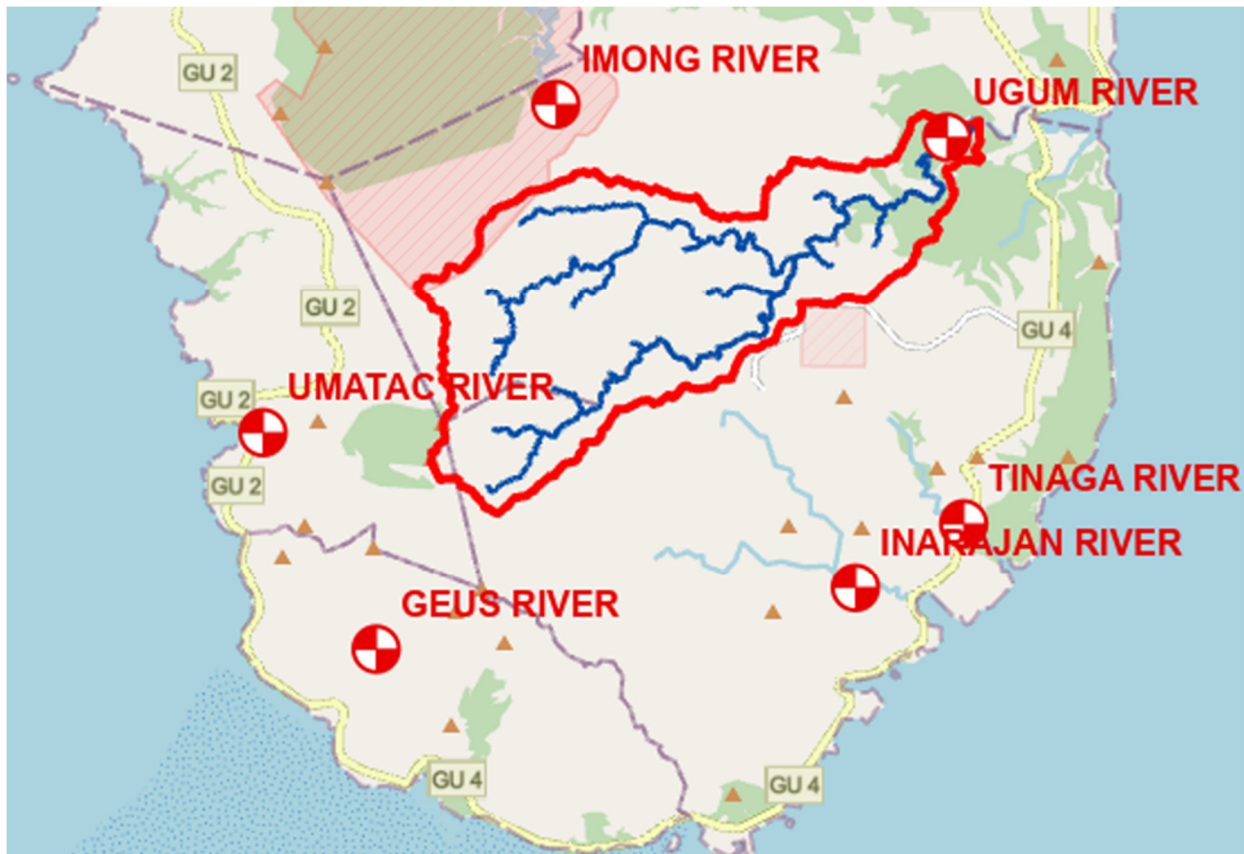 IMONG RIVER
GU 2
UGUM RIVER
GU 2
GU 4
UMATAC RIVER
GU 2
GU 2
TINAGA RIVER
INARAJAN RIVER
GEUS RIVER
GU 4
GU 4